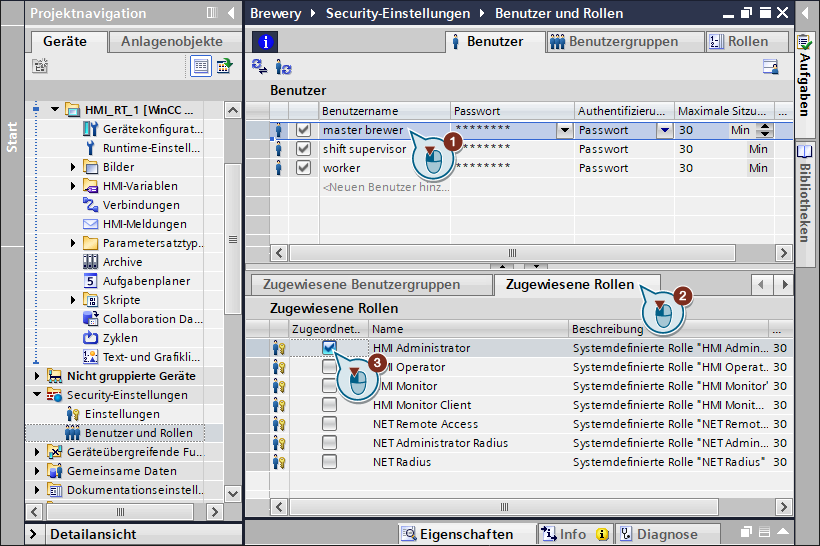 Projektnavigation
Geräte
Anlagenobjekte
Start
HMI_RT_1 [WinCC ...
Gerätekonfigurat..
Runtime-Einstell..
Bilder
HMI-Variablen
Verbindungen
HMI-Meldungen
Parametersatztyp..
Archive
Aufgabenplaner
Skripte
Collaboration Da...
Zyklen
Text- und Grafikli...
Nicht gruppierte Geräte
Security-Einstellungen
Einstellungen
Benutzer und Rollen
Geräteübergreifende Fu...
Gemeinsame Daten
Dokumentationseinstell...
Detailansicht
Brewery
Security-Einstellungen
Benutzer und Rollen
Benutzer
Benutzergruppen
Rollen
Benutzer
Benutzername Passwort Authentifizieru... Maximale Sitzu... ...
master brewer ******** Passwort 30 Min
shift supervisor ******** Passwort 30 Min
worker ******** Passwort 30 Min
<Neuen Benutzer hinz...
1
Zugewiesene Benutzergruppen
Zugewiesene Rollen
2
Zugewiesene Rollen
Zugeordnet.. Name Beschreibung ...
HMI Administrator Systemdefinierte Rolle "HMI Admin... 30
HMI Operator Systemdefinierte Rolle "HMI Operat... 30
HMI Monitor Systemdefinierte Rolle "HMI Monitor" 30
HMI Monitor Client Systemdefinierte Rolle "HMI Monit... 30
NET Remote Access Systemdefinierte Rolle "NET Remot... 30
NET Administrator Radius Systemdefinierte Rolle "NET Admin... 30
NET Radius Systemdefinierte Rolle "NET Radius" 30
3
Eigenschaften
Info
Diagnose
Aufgaben
Bibliotheken